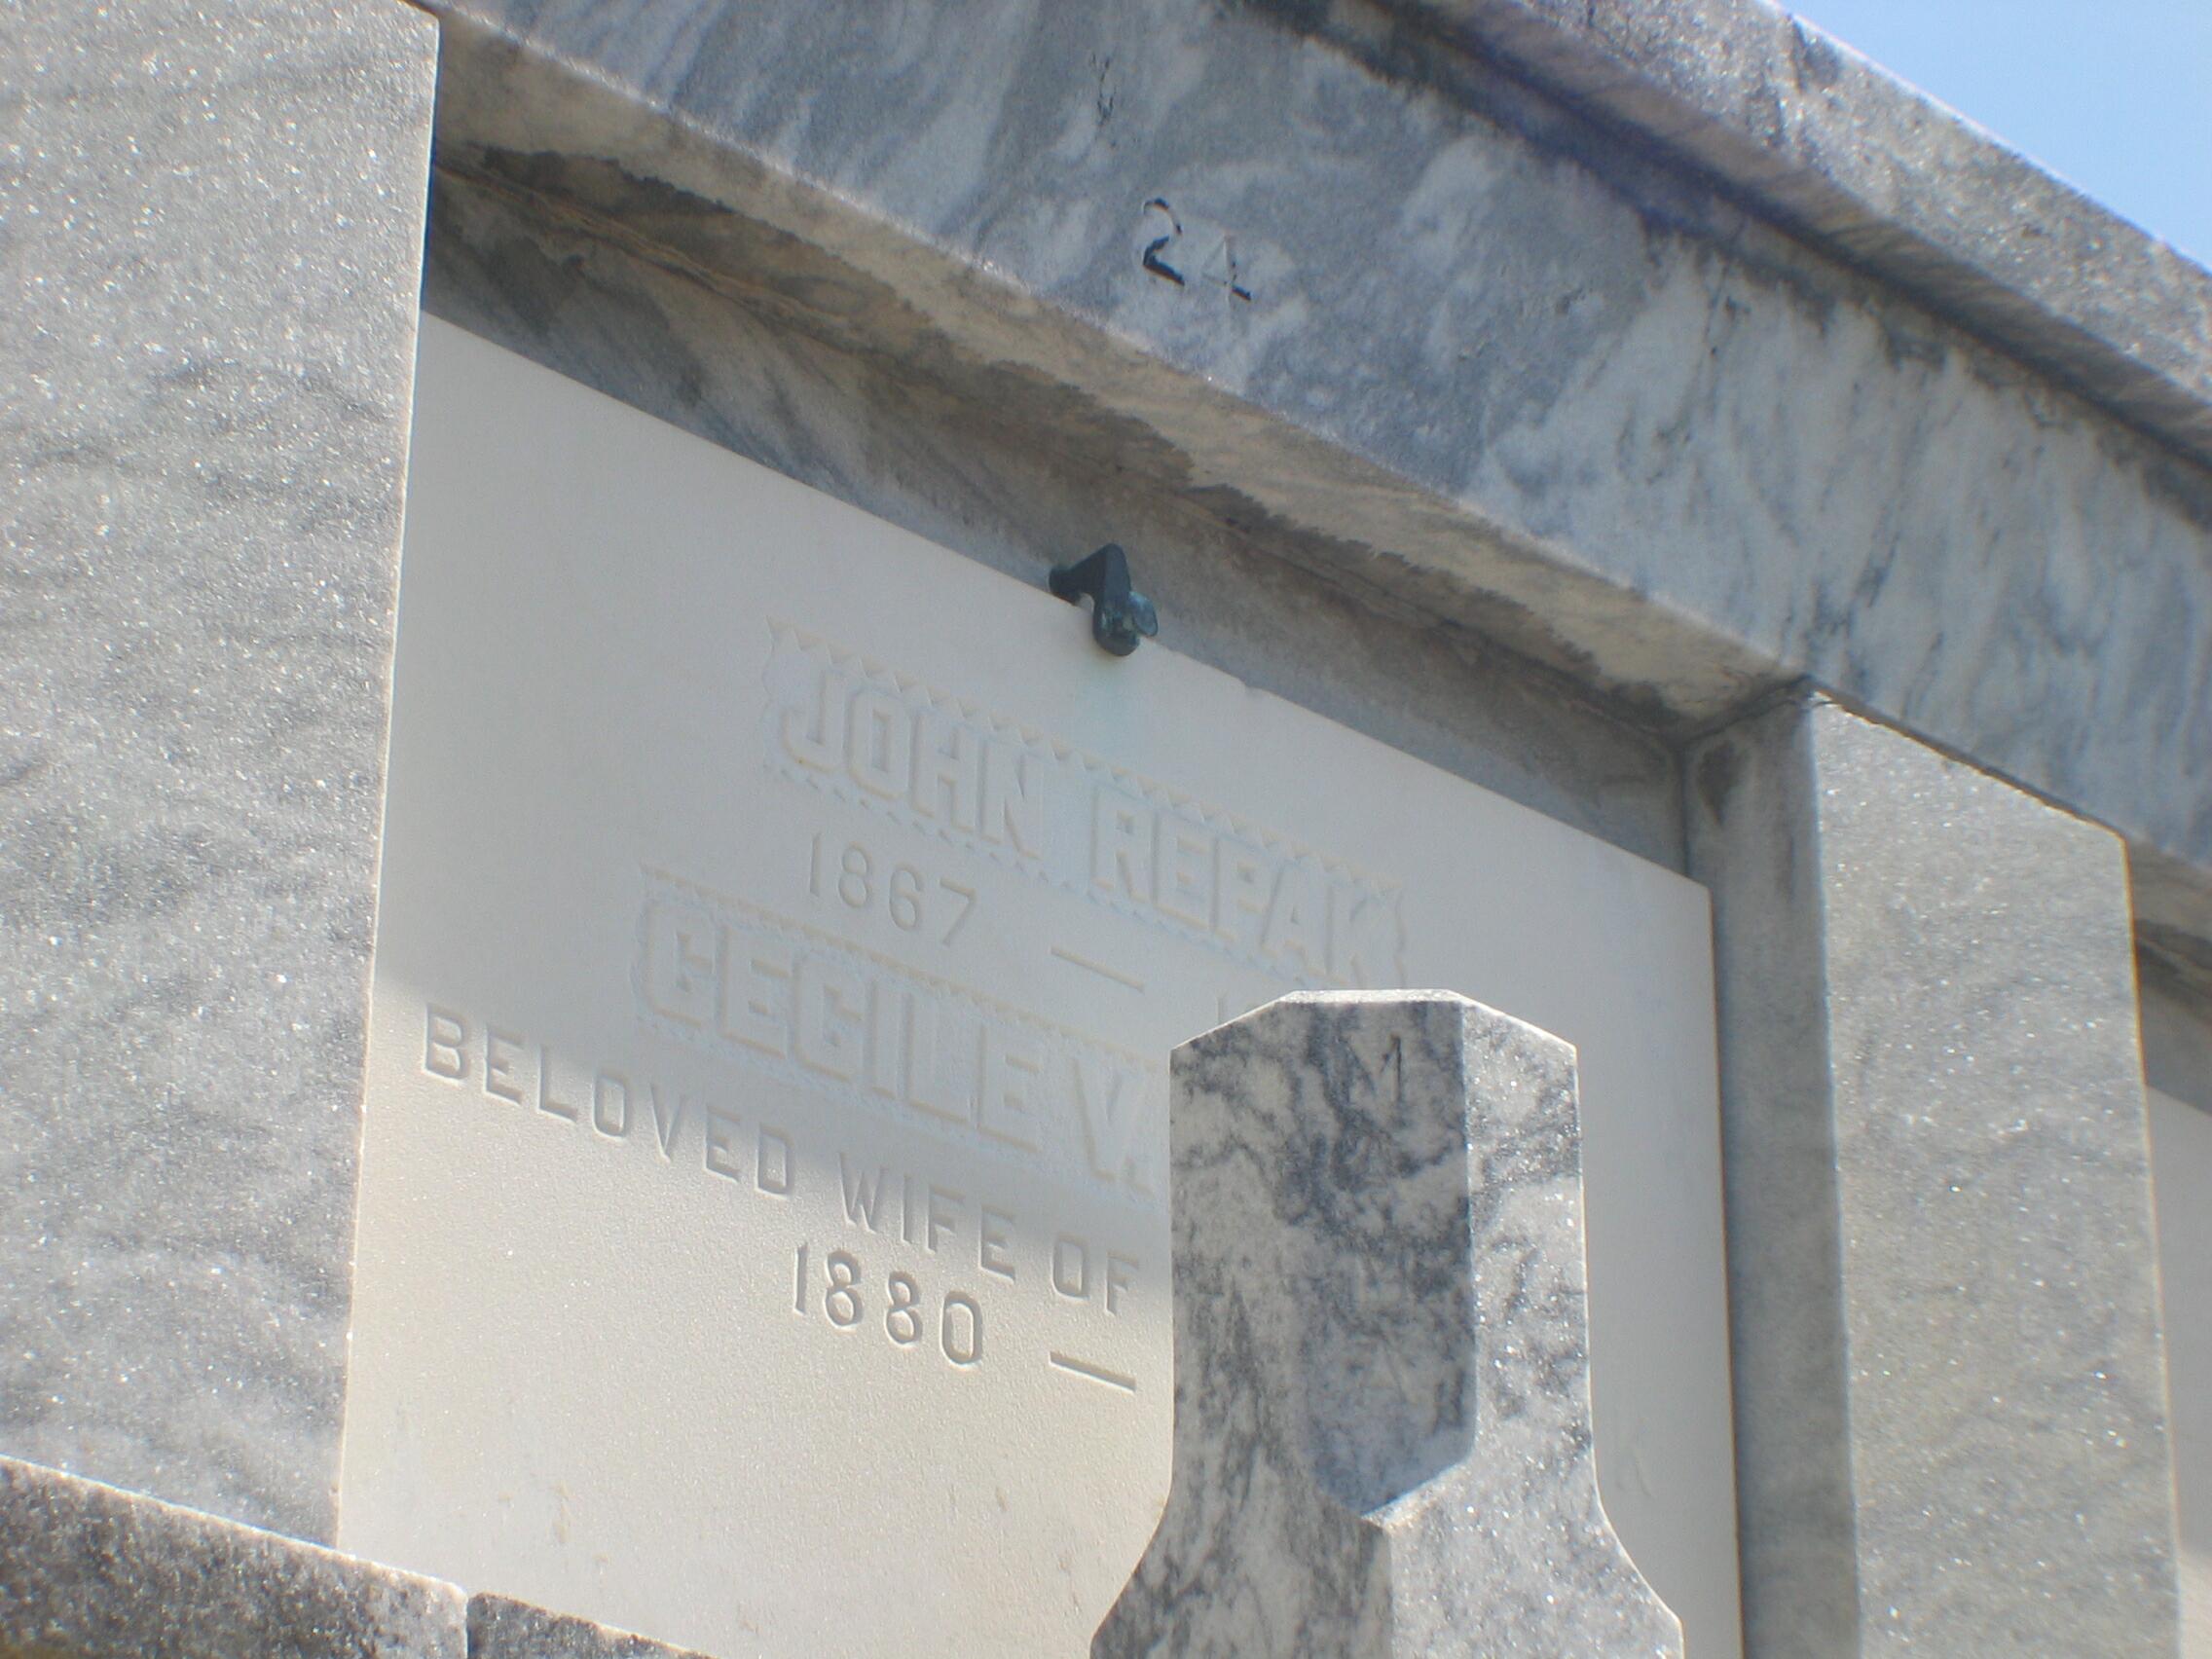 24
JOHN REPAK
1867 —
CECILE V.
BELOVED WIFE OF
1880 —
M